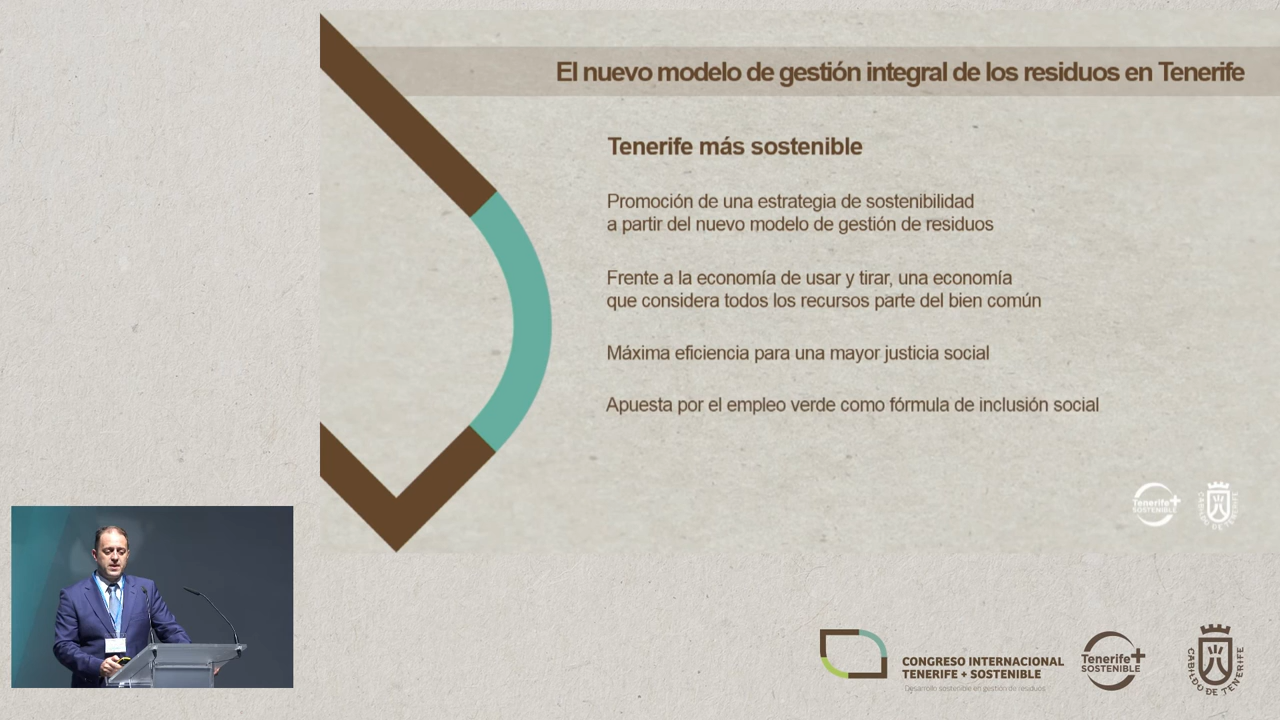 El nuevo modelo de gestión integral de los residuos en Tenerife
Tenerife más sostenible
Promoción de una estrategia de sostenibilidad
a partir del nuevo modelo de gestión de residuos
Frente a la economía de usar y tirar, una economía
que considera todos los recursos parte del bien común
Máxima eficiencia para una mayor justicia social
Apuesta por el empleo verde como fórmula de inclusión social
Tenerife+
SOSTENIBLE
CABILDO DE TENERIFE
CONGRESO INTERNACIONAL
TENERIFE + SOSTENIBLE
Desarrollo sostenible en gestión de residuos
Tenerife+
SOSTENIBLE
CABILDO DE TENERIFE